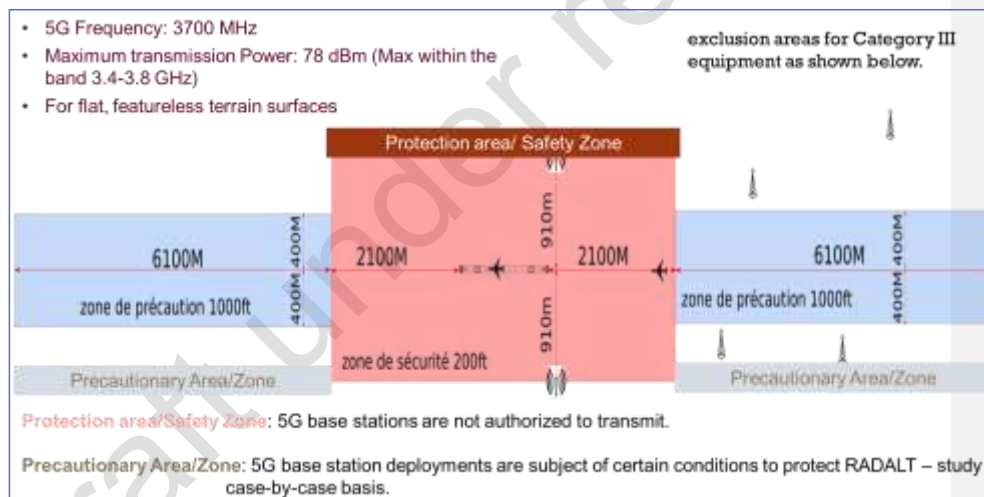 • 5G Frequency: 3700 MHz
• Maximum transmission Power: 78 dBm (Max within the
band 3.4-3.8 GHz)
• For flat, featureless terrain surfaces
exclusion areas for Category III
equipment as shown below.
Protection area/ Safety Zone
6100M
400M 400M
zone de précaution 1000ft
2100M
910m
910m
2100M
zone de sécurité 200ft
6100M
400M 400M
zone de précaution 1000ft
Precautionary Area/Zone
Precautionary Area/Zone
Protection area/Safety Zone: 5G base stations are not authorized to transmit.
Precautionary Area/Zone: 5G base station deployments are subject of certain conditions to protect RADALT – study
case-by-case basis.
raft under r